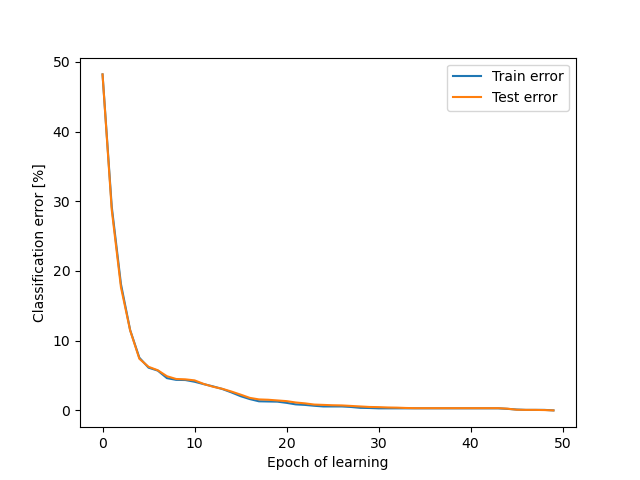 50
40
30
20
10
0
Classification error [%]
Train error
Test error
0 10 20 30 40 50
Epoch of learning